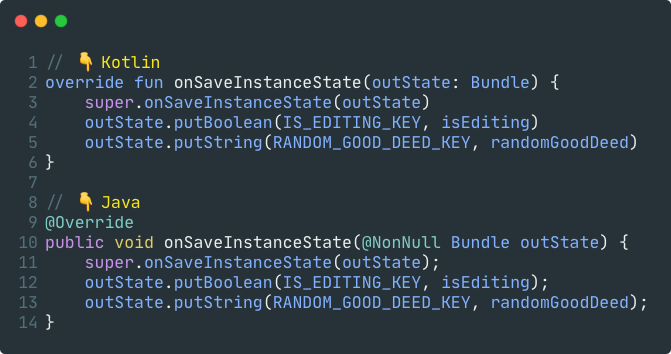 1 // 👇 Kotlin
2 override fun onSaveInstanceState(outState: Bundle) {
3     super.onSaveInstanceState(outState)
4     outState.putBoolean(IS_EDITING_KEY, isEditing)
5     outState.putString(RANDOM_GOOD_DEED_KEY, randomGoodDeed)
6 }
7
8 // 👇 Java
9 @Override
10 public void onSaveInstanceState(@NonNull Bundle outState) {
11     super.onSaveInstanceState(outState);
12     outState.putBoolean(IS_EDITING_KEY, isEditing);
13     outState.putString(RANDOM_GOOD_DEED_KEY, randomGoodDeed);
14 }